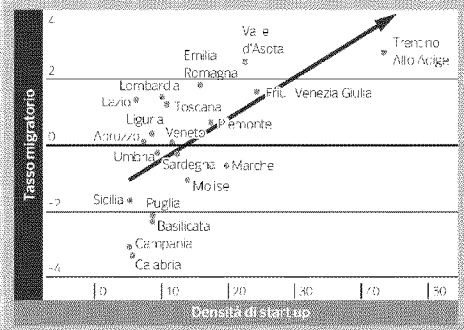 4
Valle
d'Aosta
Emilia
Romagna
Trentino
Alto Adige
2
Lombardia
Lazio
Toscana
Friuli Venezia Giulia
Liguria
Piemonte
Abruzzo
Veneto
0
Umbria
Sardegna
Marche
Molise
Sicilia
Puglia
-2
Basilicata
Campania
Calabria
-4
Tasso migratorio
0
10
20
30
40
50
Densità di start up